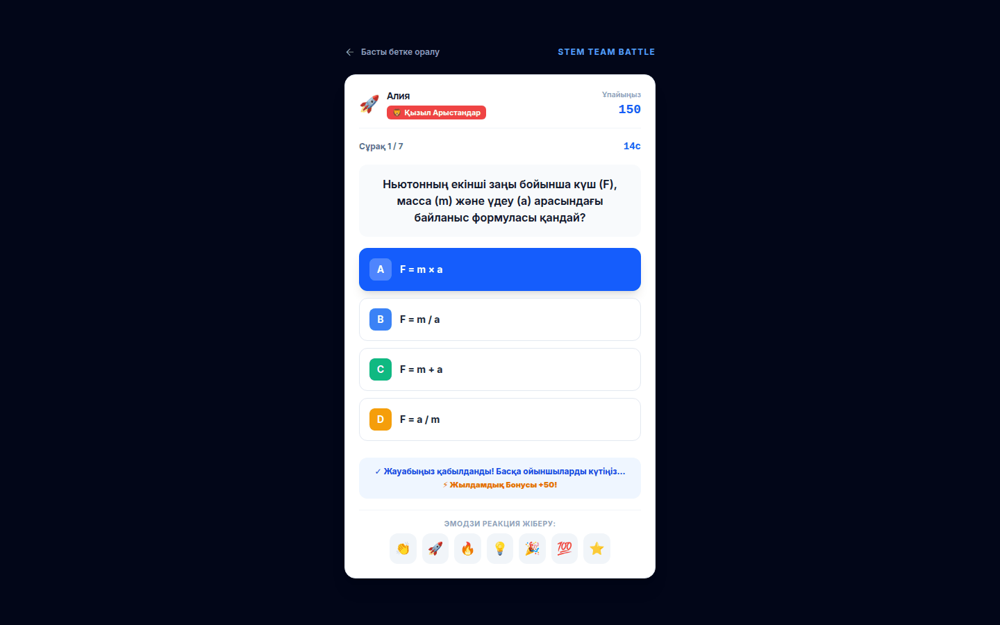 Басты бетке оралу
STEM TEAM BATTLE
Алия
Қызыл Арыстандар
Ұпайыңыз
150
Сұрақ 1 / 7
14с
Ньютонның екінші заңы бойынша күш (F),
масса (m) және үдеу (a) арасындағы
байланыс формуласы қандай?
A
F = m × a
B
F = m / a
C
F = m + a
D
F = a / m
✓ Жауабыңыз қабылданды! Басқа ойыншыларды күтіңіз...
⚡ Жылдамдық Бонусы +50!
ЭМОДЗИ РЕАКЦИЯ ЖІБЕРУ:
👏 🚀 🔥 💡 🎉 💯 ⭐